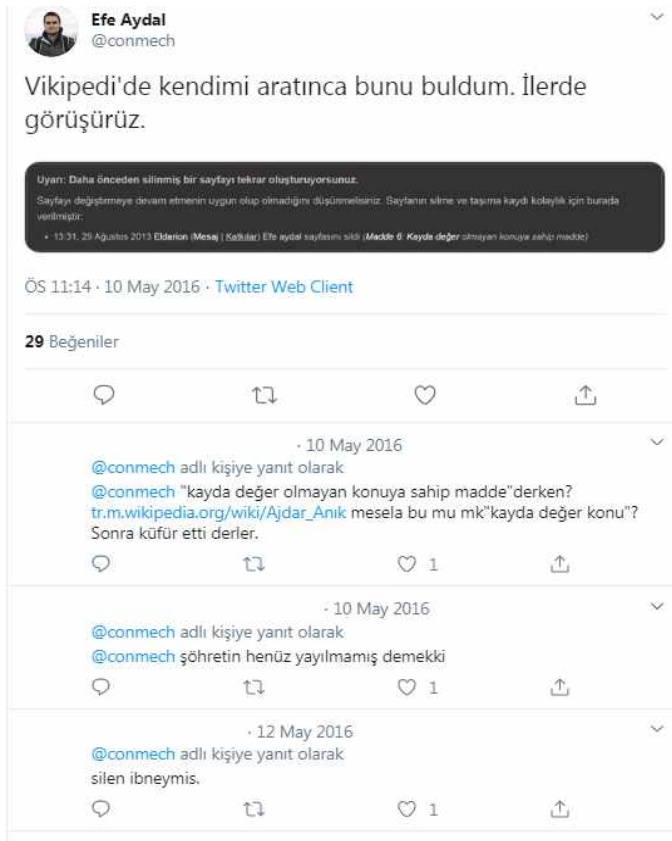 Efe Aydal
@conmech
Vikipedi'de kendimi aratınca bunu buldum. İlerde
görüşürüz.
Uyarı: Daha önceden silinmiş bir sayfayı tekrar oluşturuyorsunuz.
Sayfayı değiştirmeye devam etmenin uygun olup olmadığını düşünmelisiniz. Sayfanın silme ve taşıma kaydı kolaylık için burada
verilmiştir:
• 13:31, 29 Ağustos 2013 Eldarion (Mesaj | Katkılar) Efe aydal sayfasını sildi (Madde 6: Kayda değer olmayan konuya sahip madde)
ÖS 11:14 · 10 May 2016 · Twitter Web Client
29 Beğeniler
· 10 May 2016
@conmech adlı kişiye yanıt olarak
@conmech "kayda değer olmayan konuya sahip madde"derken?
tr.m.wikipedia.org/wiki/Ajdar_Anık mesela bu mu mk"kayda değer konu"?
Sonra küfür etti derler.
1
· 10 May 2016
@conmech adlı kişiye yanıt olarak
@conmech şöhretin henüz yayılmamış demekki
1
· 12 May 2016
@conmech adlı kişiye yanıt olarak
silen ibneymis.
1